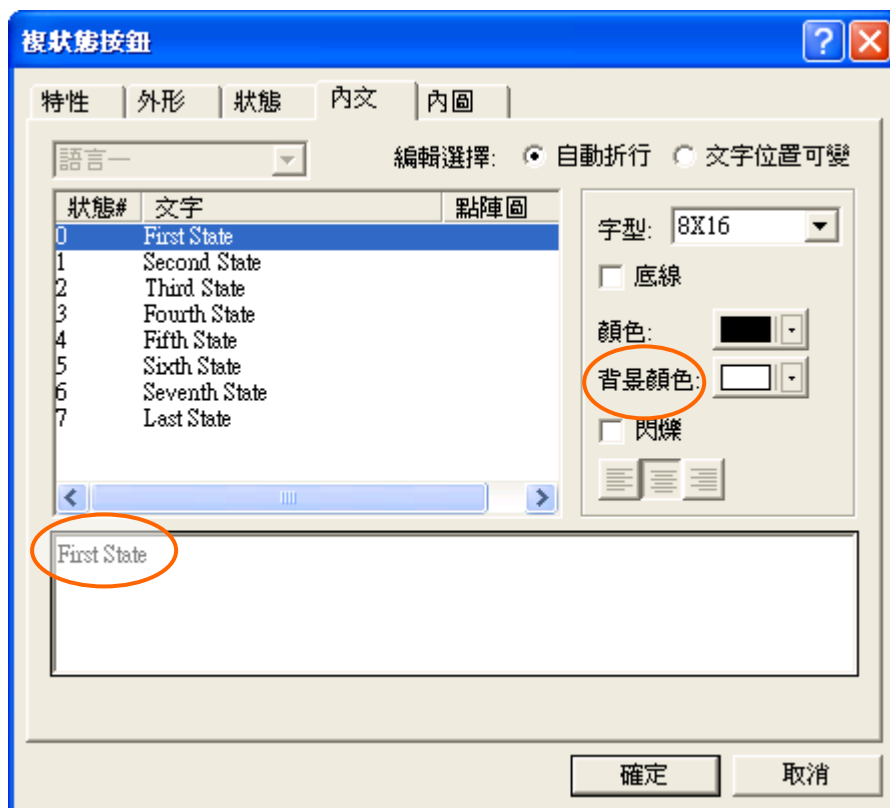 複狀態按鈕
特性 外形 狀態 內文 內圖
語言一 編輯選擇: 自動折行 文字位置可變
狀態# 文字 點陣圖
0 First State
1 Second State
2 Third State
3 Fourth State
4 Fifth State
5 Sixth State
6 Seventh State
7 Last State
字型: 8X16
底線
顏色:
背景顏色:
閃爍
First State
確定 取消